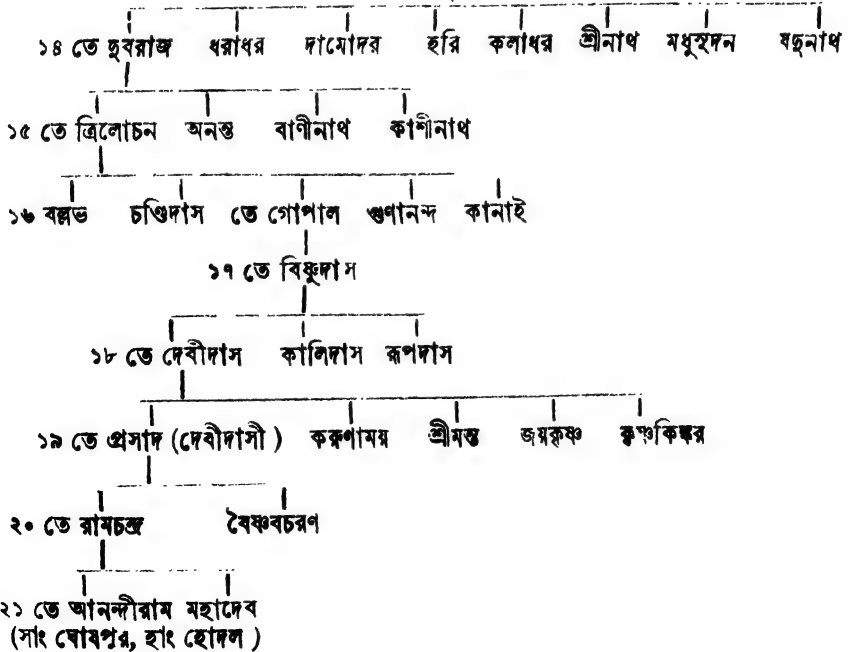 ১৪ তে দুবরাজ ধরাধর দামোদর হরি কলাধর শ্রীনাথ মধুসূদন যদুনাথ
১৫ তে ত্রিলোচন অনন্ত বাণীনাথ কাশীনাথ
১৬ বল্লভ চণ্ডিদাস তে গোপাল গুণানন্দ কানাই
১৭ তে বিষ্ণুদাস
১৮ তে দেবীদাস কালিদাস রূপদাস
১৯ তে প্রসাদ (দেবীদাসী) করুণাময় শ্রীমন্ত জয়কৃষ্ণ কৃষ্ণকিঙ্কর
২০ তে রামচন্দ্র বৈষ্ণবচরণ
২১ তে আনন্দীরাম মহাদেব
(সাং ঘোষপুর, হাং হোদল)